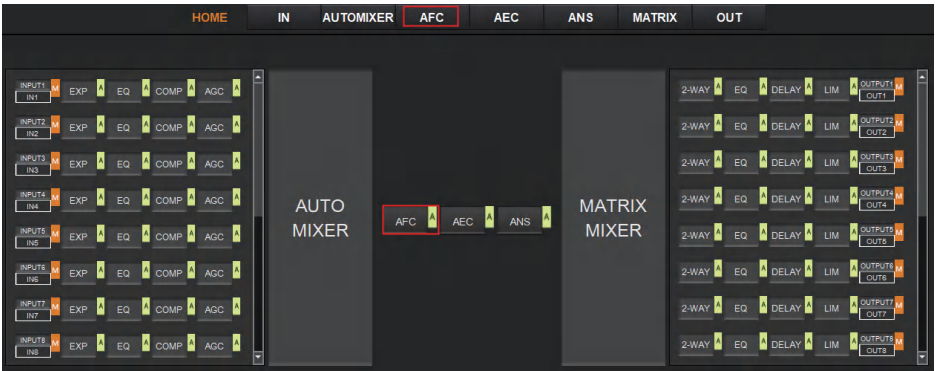 HOME IN AUTOMIXER AFC AEC ANS MATRIX OUT
INPUT1 M EXP A EQ A COMP A AGC A
IN1
INPUT2 M EXP A EQ A COMP A AGC A
IN2
INPUT3 M EXP A EQ A COMP A AGC A
IN3
INPUT4 M EXP A EQ A COMP A AGC A
IN4
INPUT5 M EXP A EQ A COMP A AGC A
IN5
INPUT6 M EXP A EQ A COMP A AGC A
IN6
INPUT7 M EXP A EQ A COMP A AGC A
IN7
INPUT8 M EXP A EQ A COMP A AGC A
IN8
AUTO
MIXER
AFC A AEC A ANS A
MATRIX
MIXER
2-WAY A EQ A DELAY A LIM A OUTPUT1 M
OUT1
2-WAY A EQ A DELAY A LIM A OUTPUT2 M
OUT2
2-WAY A EQ A DELAY A LIM A OUTPUT3 M
OUT3
2-WAY A EQ A DELAY A LIM A OUTPUT4 M
OUT4
2-WAY A EQ A DELAY A LIM A OUTPUT5 M
OUT5
2-WAY A EQ A DELAY A LIM A OUTPUT6 M
OUT6
2-WAY A EQ A DELAY A LIM A OUTPUT7 M
OUT7
2-WAY A EQ A DELAY A LIM A OUTPUT8 M
OUT8